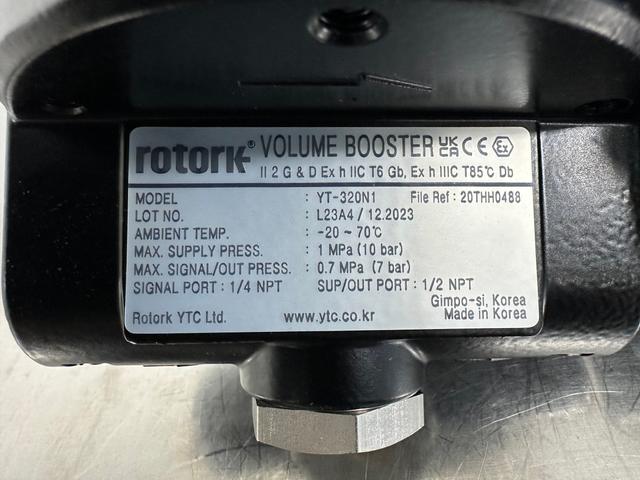 rotork® VOLUME BOOSTER UK CA CE Ex
II 2 G & D Ex h IIC T6 Gb, Ex h IIIC T85℃ Db
MODEL : YT-320N1 File Ref : 20THH0488
LOT NO. : L23A4 / 12.2023
AMBIENT TEMP. : -20 ~ 70℃
MAX. SUPPLY PRESS. : 1 MPa (10 bar)
MAX. SIGNAL/OUT PRESS. : 0.7 MPa (7 bar)
SIGNAL PORT : 1/4 NPT SUP/OUT PORT : 1/2 NPT
Gimpo-si, Korea
Rotork YTC Ltd. www.ytc.co.kr Made in Korea